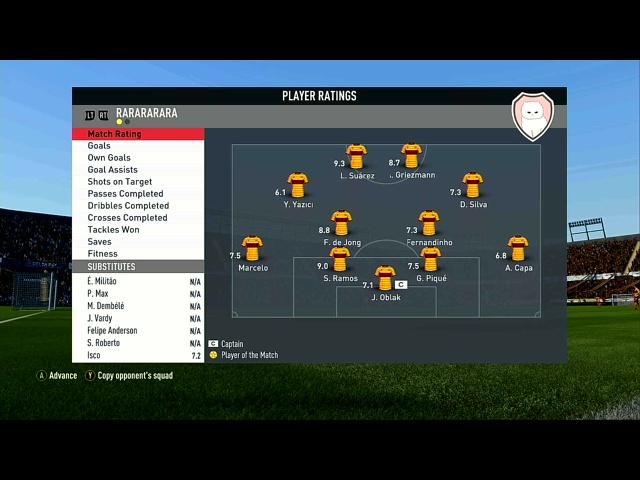 PLAYER RATINGS
LT RT RARARARARA
Match Rating
Goals
Own Goals
Goal Assists
Shots on Target
Passes Completed
Dribbles Completed
Crosses Completed
Tackles Won
Saves
Fitness
SUBSTITUTES
É. Militão N/A
P. Max N/A
M. Dembélé N/A
J. Vardy N/A
Felipe Anderson N/A
S. Roberto N/A
Isco 7.2
9.3 L. Suárez
8.7 . Griezmann
6.1 Y. Yazıcı
7.3 D. Silva
8.8 F. de Jong
7.3 Fernandinho
7.5 Marcelo
9.0 S. Ramos
7.5 G. Piqué
6.8 A. Capa
7.1 C J. Oblak
C Captain
Player of the Match
A Advance Y Copy opponent's squad